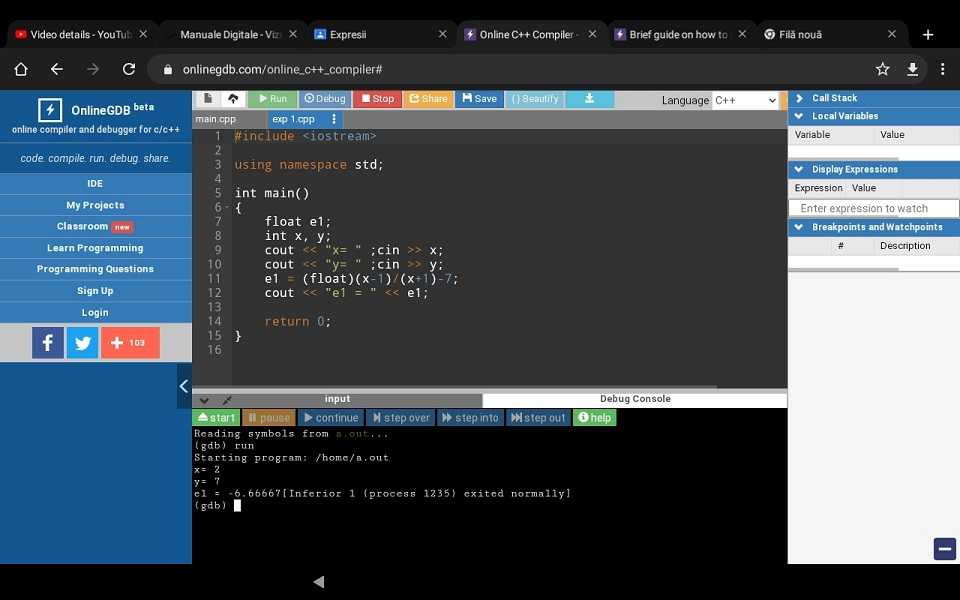 Video details - YouTub
Manuale Digitale - Viz
Expresii
Online C++ Compiler -
Brief guide on how to
Filă nouă
onlinegdb.com/online_c++_compiler#
OnlineGDB beta
online compiler and debugger for c/c++
code. compile. run. debug. share.
IDE
My Projects
Classroom new
Learn Programming
Programming Questions
Sign Up
Login
f
+ 103
Run Debug Stop Share Save {} Beautify
Language C++
main.cpp exp 1.cpp
1 #include <iostream>
2
3 using namespace std;
4
5 int main()
6 {
7 float e1;
8 int x, y;
9 cout << "x= " ;cin >> x;
10 cout << "y= " ;cin >> y;
11 e1 = (float)(x-1)/(x+1)-7;
12 cout << "e1 = " << e1;
13
14 return 0;
15 }
16
input Debug Console
start pause continue step over step into step out help
Reading symbols from a.out...
(gdb) run
Starting program: /home/a.out
x= 2
y= 7
e1 = -6.66667[Inferior 1 (process 1235) exited normally]
(gdb)
Call Stack
Local Variables
Variable Value
Display Expressions
Expression Value
Enter expression to watch
Breakpoints and Watchpoints
# Description